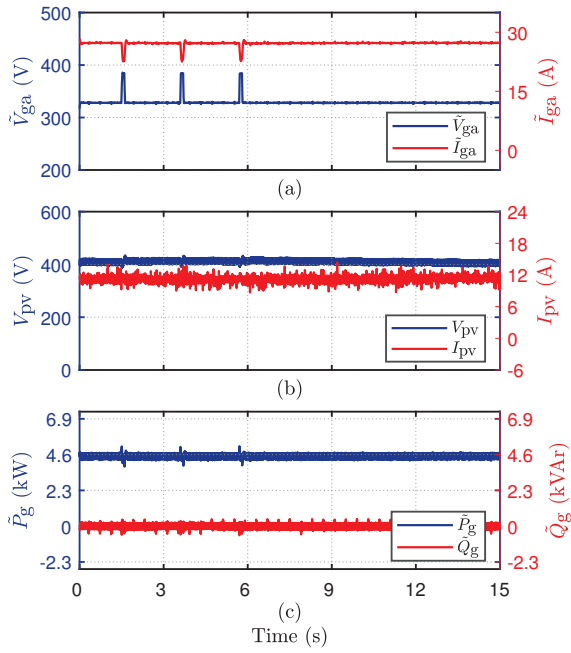 500 30
400 20
300 10
200 0
Ṽga (V)
Ĩga (A)
Ṽga
Ĩga
(a)
600 24
18
400 12
6
200 0
0 -6
Vpv (V)
Ipv (A)
Vpv
Ipv
(b)
6.9 6.9
4.6 4.6
2.3 2.3
0 0
-2.3 -2.3
P̃g (kW)
Q̃g (kVAr)
P̃g
Q̃g
0 3 6 9 12 15
(c)
Time (s)